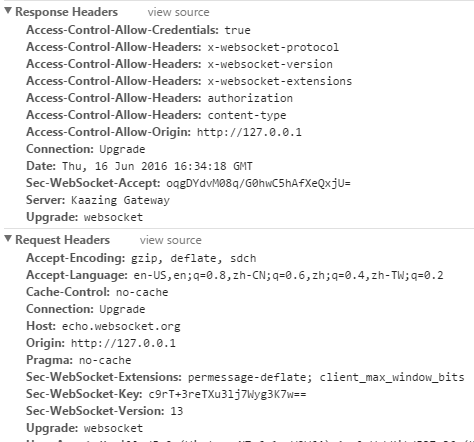 Response Headers view source
Access-Control-Allow-Credentials: true
Access-Control-Allow-Headers: x-websocket-protocol
Access-Control-Allow-Headers: x-websocket-version
Access-Control-Allow-Headers: x-websocket-extensions
Access-Control-Allow-Headers: authorization
Access-Control-Allow-Headers: content-type
Access-Control-Allow-Origin: http://127.0.0.1
Connection: Upgrade
Date: Thu, 16 Jun 2016 16:34:18 GMT
Sec-WebSocket-Accept: oqgDYdvM08q/G0hwC5hAfXeQxjU=
Server: Kaazing Gateway
Upgrade: websocket
Request Headers view source
Accept-Encoding: gzip, deflate, sdch
Accept-Language: en-US,en;q=0.8,zh-CN;q=0.6,zh;q=0.4,zh-TW;q=0.2
Cache-Control: no-cache
Connection: Upgrade
Host: echo.websocket.org
Origin: http://127.0.0.1
Pragma: no-cache
Sec-WebSocket-Extensions: permessage-deflate; client_max_window_bits
Sec-WebSocket-Key: c9rT+3reTXu3lj7Wyg3K7w==
Sec-WebSocket-Version: 13
Upgrade: websocket